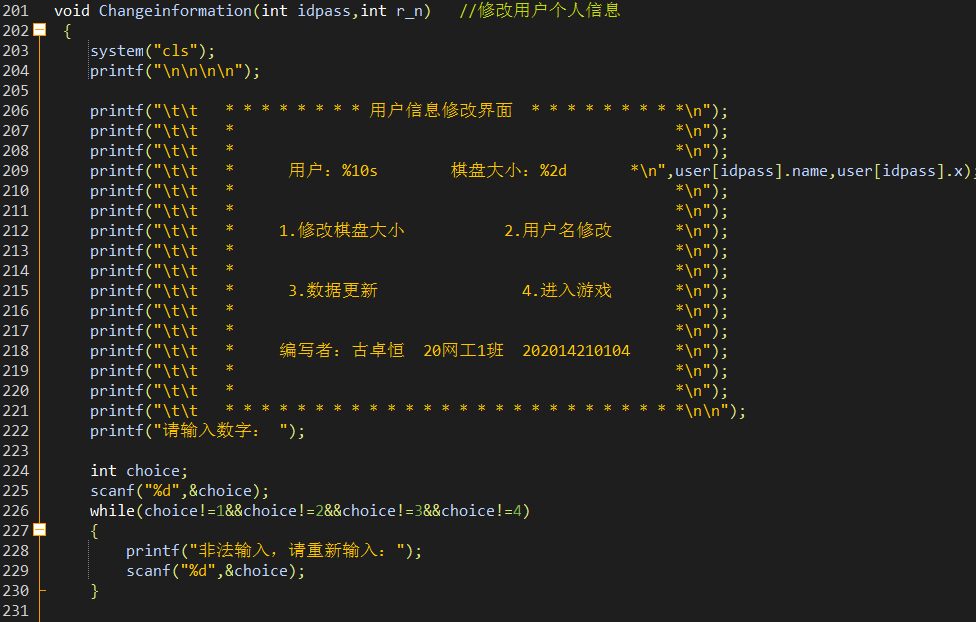 201 void Changeinformation(int idpass,int r_n)   //修改用户个人信息
202 {
203     system("cls");
204     printf("\n\n\n\n");
205
206     printf("\t\t   * * * * * * * * 用户信息修改界面  * * * * * * * * *\n");
207     printf("\t\t   *                                                 *\n");
208     printf("\t\t   *                                                 *\n");
209     printf("\t\t   *      用户：%10s        棋盘大小：%2d       *\n",user[idpass].name,user[idpass].x);
210     printf("\t\t   *                                                 *\n");
211     printf("\t\t   *                                                 *\n");
212     printf("\t\t   *     1.修改棋盘大小           2.用户名修改       *\n");
213     printf("\t\t   *                                                 *\n");
214     printf("\t\t   *                                                 *\n");
215     printf("\t\t   *      3.数据更新                4.进入游戏       *\n");
216     printf("\t\t   *                                                 *\n");
217     printf("\t\t   *                                                 *\n");
218     printf("\t\t   *     编写者：古卓恒  20网工1班  202014210104     *\n");
219     printf("\t\t   *                                                 *\n");
220     printf("\t\t   *                                                 *\n");
221     printf("\t\t   * * * * * * * * * * * * * * * * * * * * * * * * * *\n\n");
222     printf("请输入数字： ");
223
224     int choice;
225     scanf("%d",&choice);
226     while(choice!=1&&choice!=2&&choice!=3&&choice!=4)
227     {
228         printf("非法输入，请重新输入：");
229         scanf("%d",&choice);
230     }
231